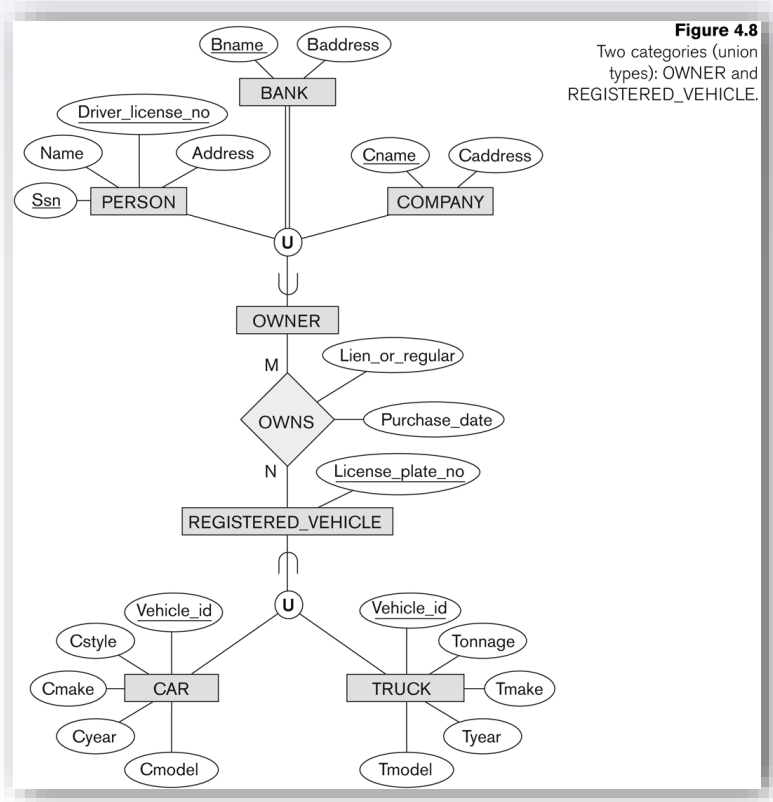 Figure 4.8
Two categories (union
types): OWNER and
REGISTERED_VEHICLE.
Bname
Baddress
BANK
Driver_license_no
Name
Address
Cname
Caddress
Ssn
PERSON
COMPANY
U
OWNER
M
Lien_or_regular
OWNS
Purchase_date
N
License_plate_no
REGISTERED_VEHICLE
U
Vehicle_id
Vehicle_id
Cstyle
Tonnage
Cmake
CAR
TRUCK
Tmake
Cyear
Tyear
Cmodel
Tmodel